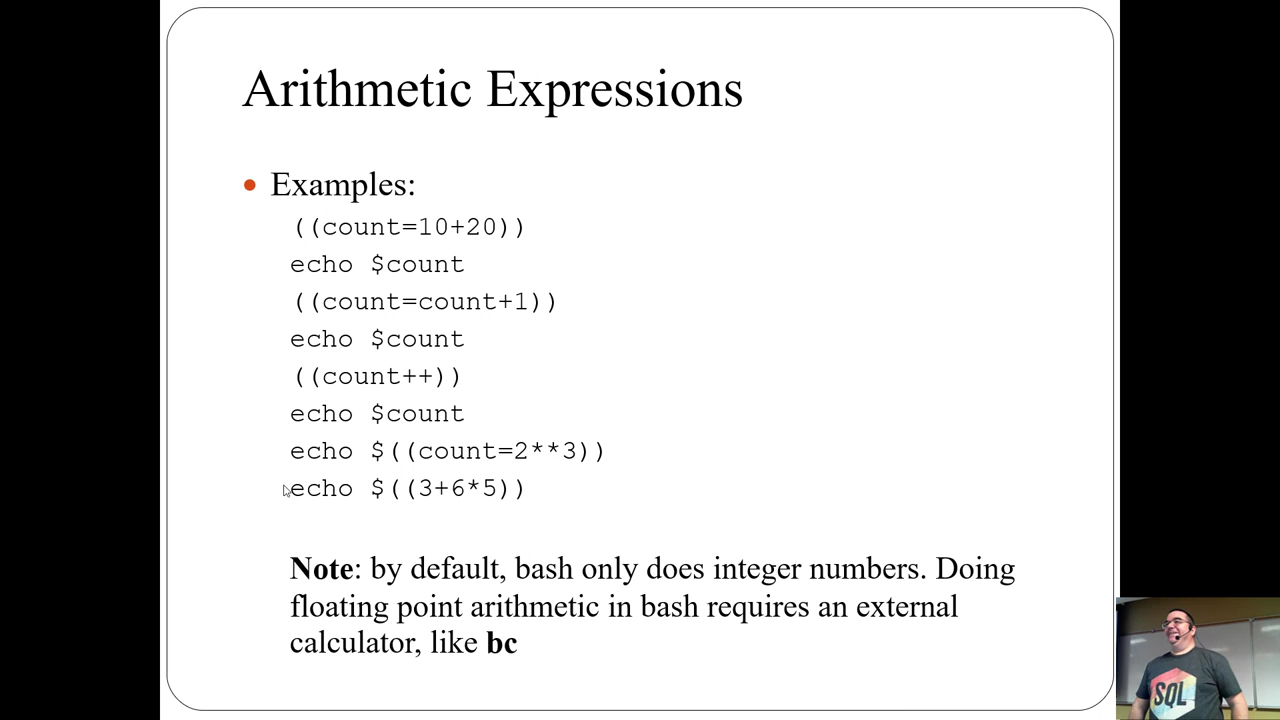 Arithmetic Expressions
• Examples:
((count=10+20))
echo $count
((count=count+1))
echo $count
((count++))
echo $count
echo $((count=2**3))
echo $((3+6*5))
Note: by default, bash only does integer numbers. Doing
floating point arithmetic in bash requires an external
calculator, like bc
SQL